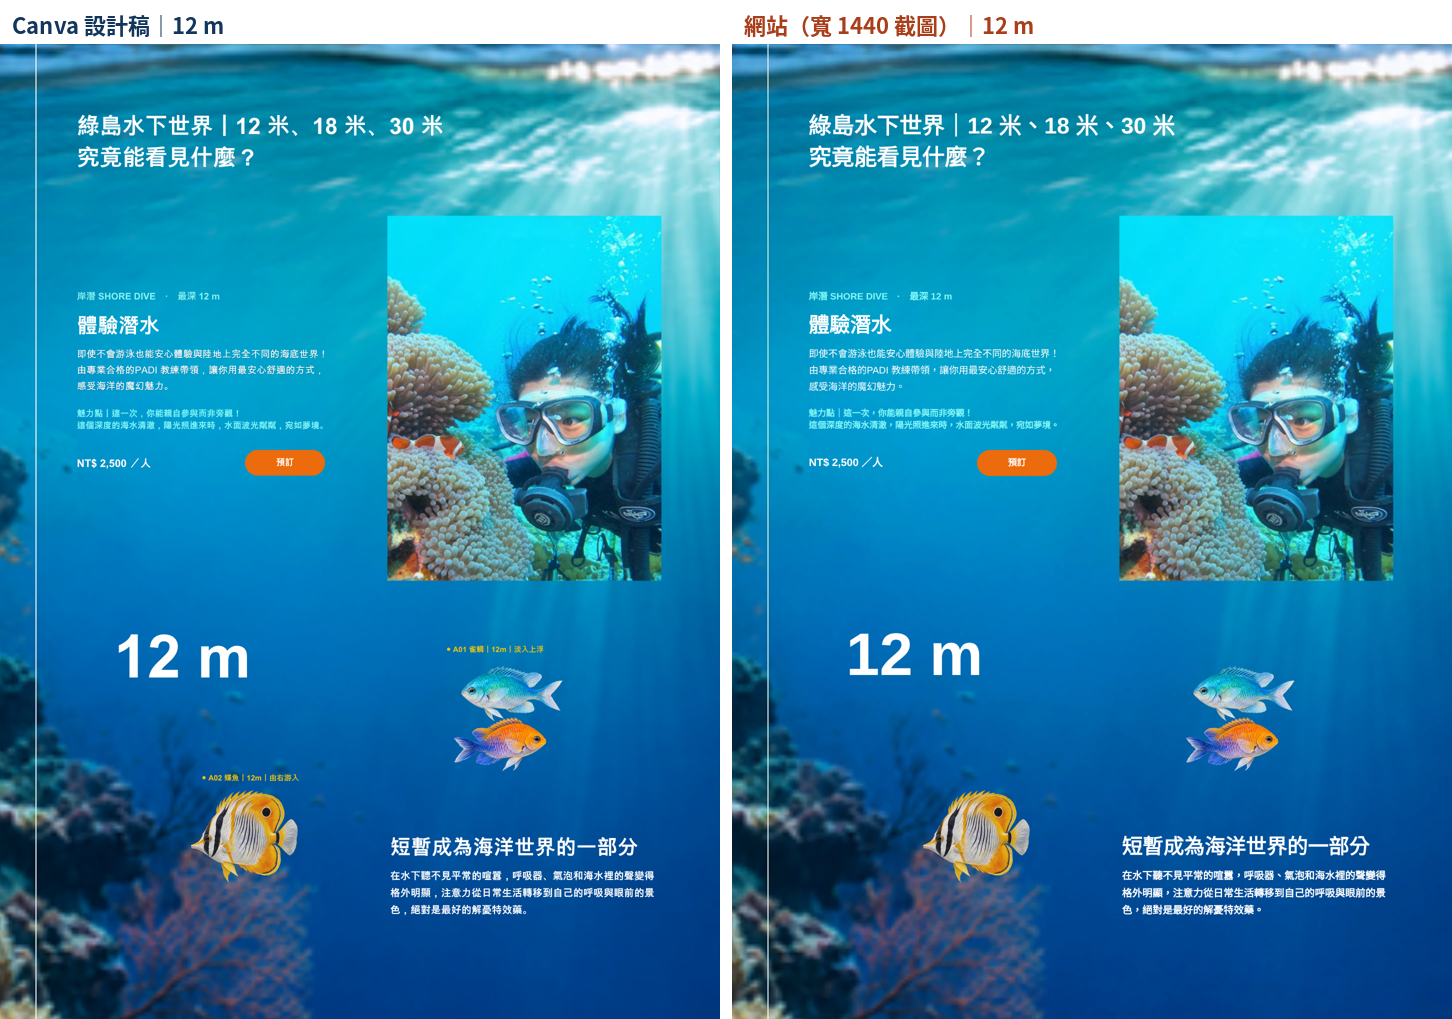 Canva 設計稿｜12 m
綠島水下世界｜12 米、18 米、30 米
究竟能看見什麼？
岸潛 SHORE DIVE · 最深 12 m
體驗潛水
即使不會游泳也能安心體驗與陸地上完全不同的海底世界！
由專業合格的PADI 教練帶領，讓你用最安心舒適的方式，
感受海洋的魔幻魅力。
魅力點｜這一次，你能親自參與而非旁觀！
這個深度的海水清澈，陽光照進來時，水面波光粼粼，宛如夢境。
NT$ 2,500 ／人
預訂
12 m
● A01 雀鯛｜12m｜淡入上浮
● A02 蝶魚｜12m｜由右游入
短暫成為海洋世界的一部分
在水下聽不見平常的喧囂，呼吸器、氣泡和海水裡的聲變得
格外明顯，注意力從日常生活轉移到自己的呼吸與眼前的景
色，絕對是最好的解憂特效藥。
網站（寬 1440 截圖）｜12 m
綠島水下世界｜12 米、18 米、30 米
究竟能看見什麼？
岸潛 SHORE DIVE · 最深 12 m
體驗潛水
即使不會游泳也能安心體驗與陸地上完全不同的海底世界！
由專業合格的PADI 教練帶領，讓你用最安心舒適的方式，
感受海洋的魔幻魅力。
魅力點｜這一次，你能親自參與而非旁觀！
這個深度的海水清澈，陽光照進來時，水面波光粼粼，宛如夢境。
NT$ 2,500 ／人
預訂
12 m
短暫成為海洋世界的一部分
在水下聽不見平常的喧囂，呼吸器、氣泡和海水裡的聲變得
格外明顯，注意力從日常生活轉移到自己的呼吸與眼前的景
色，絕對是最好的解憂特效藥。